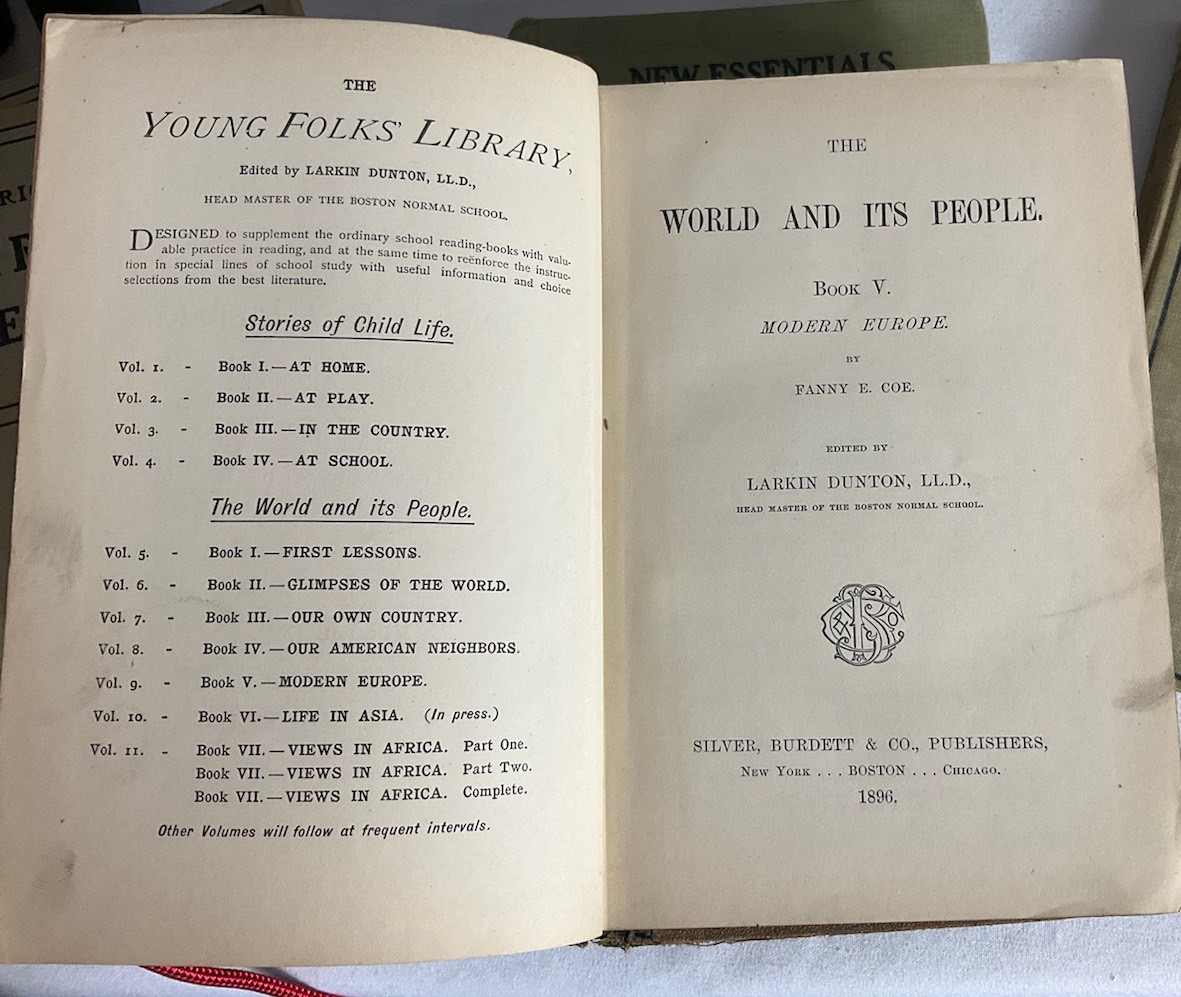 THE
YOUNG FOLKS' LIBRARY,
Edited by LARKIN DUNTON, LL.D.,
HEAD MASTER OF THE BOSTON NORMAL SCHOOL.
DESIGNED to supplement the ordinary school reading-books with valu-
able practice in reading, and at the same time to reënforce the instruc-
tion in special lines of school study with useful information and choice
selections from the best literature.
Stories of Child Life.
Vol. 1. - Book I.—AT HOME.
Vol. 2. - Book II.—AT PLAY.
Vol. 3. - Book III.—IN THE COUNTRY.
Vol. 4. - Book IV.—AT SCHOOL.
The World and its People.
Vol. 5. - Book I.—FIRST LESSONS.
Vol. 6. - Book II.—GLIMPSES OF THE WORLD.
Vol. 7. - Book III.—OUR OWN COUNTRY.
Vol. 8. - Book IV.—OUR AMERICAN NEIGHBORS.
Vol. 9. - Book V.—MODERN EUROPE.
Vol. 10. - Book VI.—LIFE IN ASIA. (In press.)
Vol. 11. - Book VII.—VIEWS IN AFRICA. Part One.
Book VII.—VIEWS IN AFRICA. Part Two.
Book VII.—VIEWS IN AFRICA. Complete.
Other Volumes will follow at frequent intervals.
NEW ESSENTIALS
THE
WORLD AND ITS PEOPLE.
BOOK V.
MODERN EUROPE.
BY
FANNY E. COE.
EDITED BY
LARKIN DUNTON, LL.D.,
HEAD MASTER OF THE BOSTON NORMAL SCHOOL.
SILVER, BURDETT & CO., PUBLISHERS,
NEW YORK . . . BOSTON . . . CHICAGO.
1896.